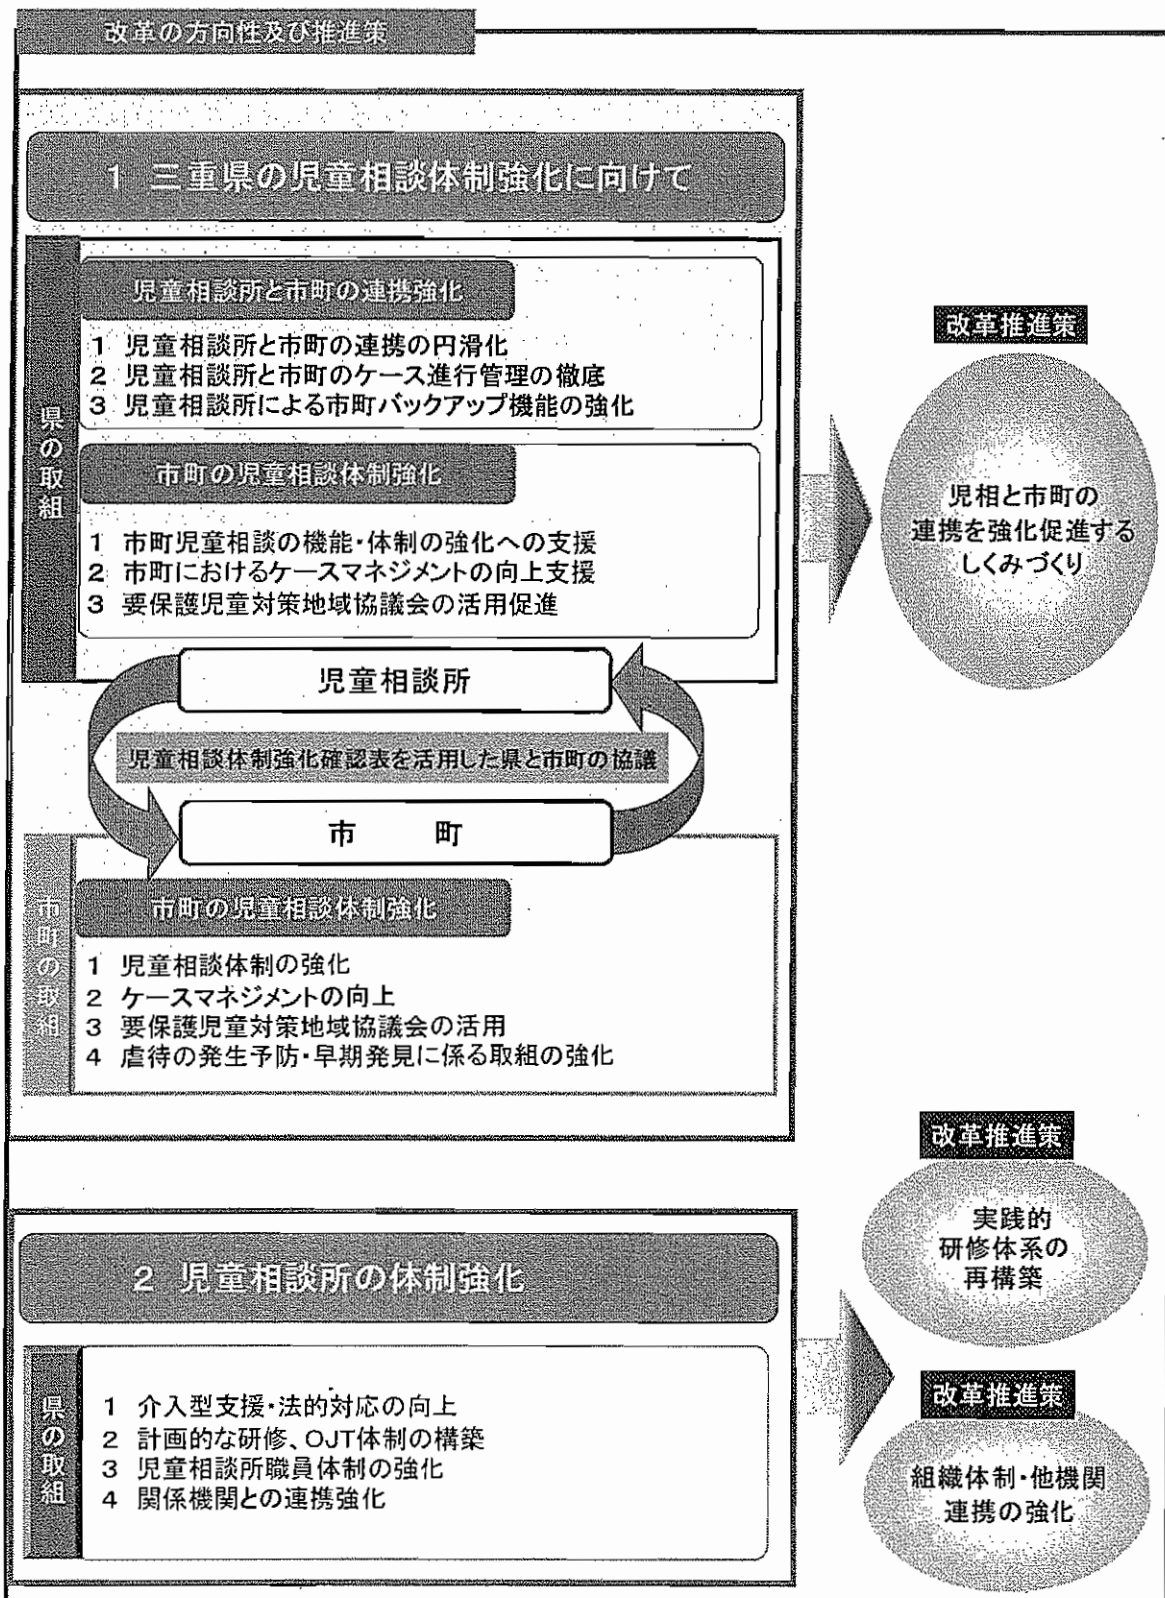 改革の方向性及び推進策
1 三重県の児童相談体制強化に向けて
県の取組
児童相談所と市町の連携強化
1 児童相談所と市町の連携の円滑化
2 児童相談所と市町のケース進行管理の徹底
3 児童相談所による市町バックアップ機能の強化
市町の児童相談体制強化
1 市町児童相談の機能・体制の強化への支援
2 市町におけるケースマネジメントの向上支援
3 要保護児童対策地域協議会の活用促進
改革推進策
児相と市町の
連携を強化促進する
しくみづくり
児童相談所
児童相談体制強化確認表を活用した県と市町の協議
市 町
市町の取組
市町の児童相談体制強化
1 児童相談体制の強化
2 ケースマネジメントの向上
3 要保護児童対策地域協議会の活用
4 虐待の発生予防・早期発見に係る取組の強化
2 児童相談所の体制強化
県の取組
1 介入型支援・法的対応の向上
2 計画的な研修、OJT体制の構築
3 児童相談所職員体制の強化
4 関係機関との連携強化
改革推進策
実践的
研修体系の
再構築
改革推進策
組織体制・他機関
連携の強化